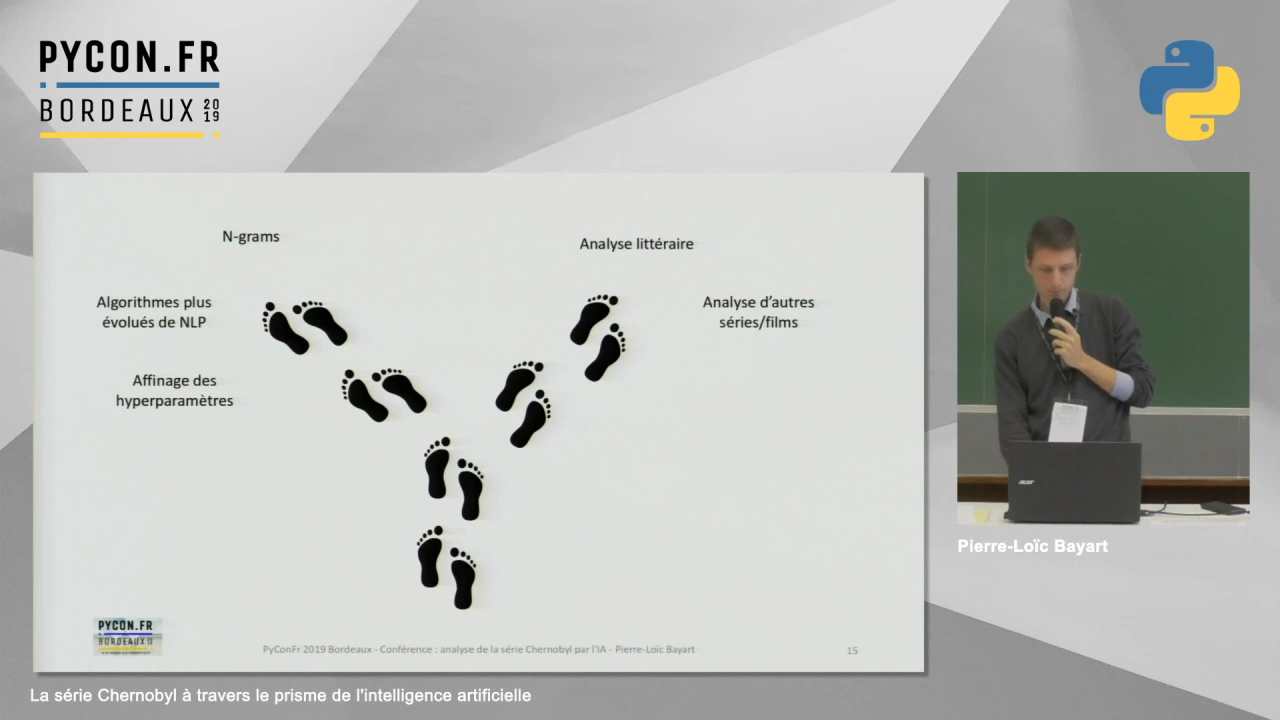 PYCON.FR
BORDEAUX 2019
N-grams
Analyse littéraire
Algorithmes plus
évolués de NLP
Analyse d'autres
séries/films
Affinage des
hyperparamètres
acer
Pierre-Loïc Bayart
PYCON.FR
BORDEAUX
PyConFr 2019 Bordeaux - Conférence : analyse de la série Chernobyl par l'IA - Pierre-Loïc Bayart
15
La série Chernobyl à travers le prisme de l'intelligence artificielle